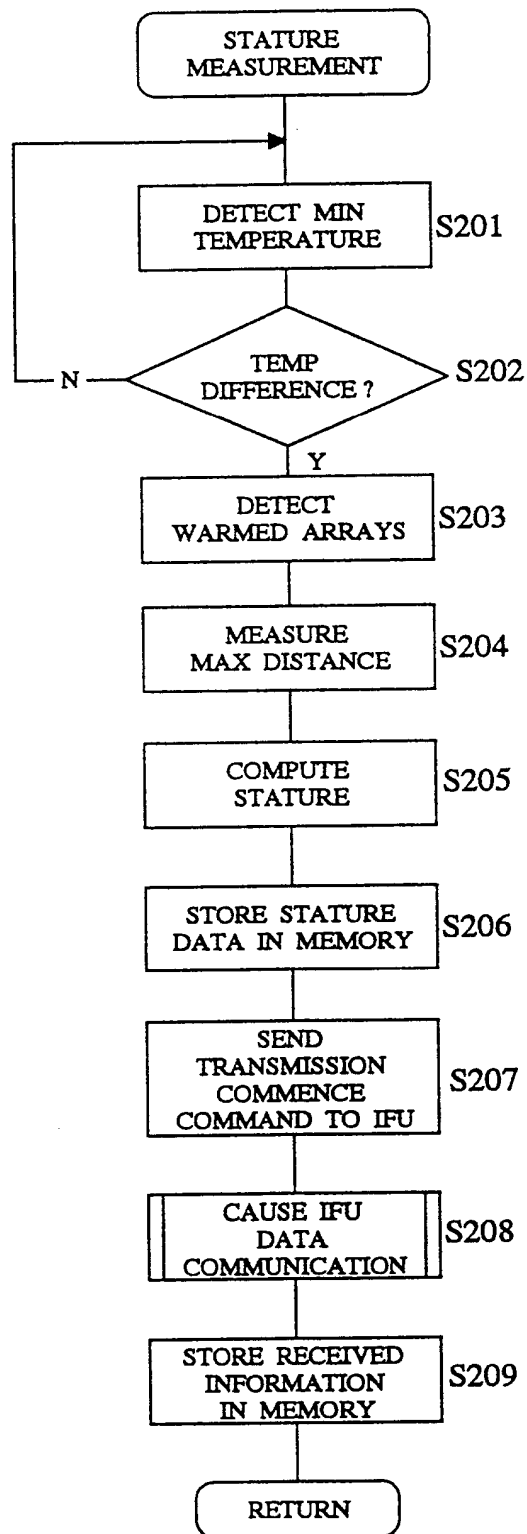 STATURE
MEASUREMENT
DETECT MIN
TEMPERATURE
S201
TEMP
DIFFERENCE ?
S202
N
Y
DETECT
WARMED ARRAYS
S203
MEASURE
MAX DISTANCE
S204
COMPUTE
STATURE
S205
STORE STATURE
DATA IN MEMORY
S206
SEND
TRANSMISSION
COMMENCE
COMMAND TO IFU
S207
CAUSE IFU
DATA
COMMUNICATION
S208
STORE RECEIVED
INFORMATION
IN MEMORY
S209
RETURN